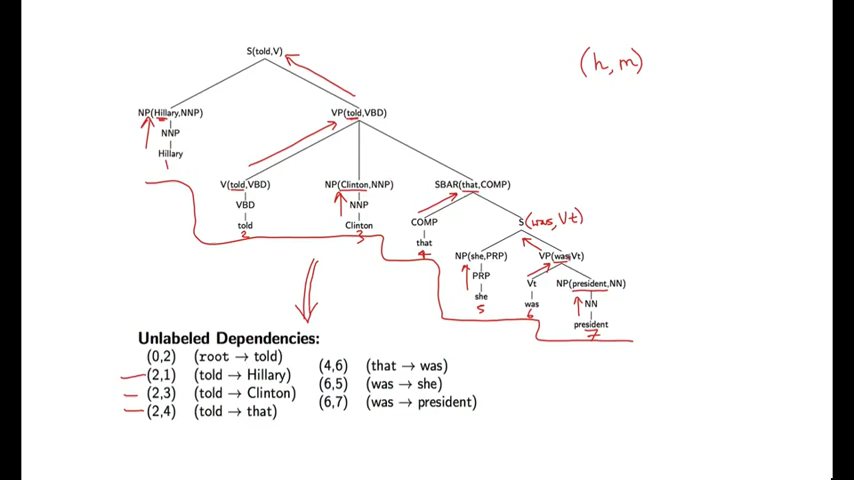 S(told,V)
(h,m)
NP(Hillary,NNP)
VP(told,VBD)
NNP
Hillary
1
V(told,VBD)
NP(Clinton,NNP)
SBAR(that,COMP)
VBD
NNP
COMP
S(was,Vt)
told
Clinton
2
3
that
4
NP(she,PRP)
VP(was,Vt)
PRP
Vt
NP(president,NN)
she
was
NN
5
6
president
7
Unlabeled Dependencies:
(0,2) (root → told)
(2,1) (told → Hillary)
(2,3) (told → Clinton)
(2,4) (told → that)
(4,6) (that → was)
(6,5) (was → she)
(6,7) (was → president)